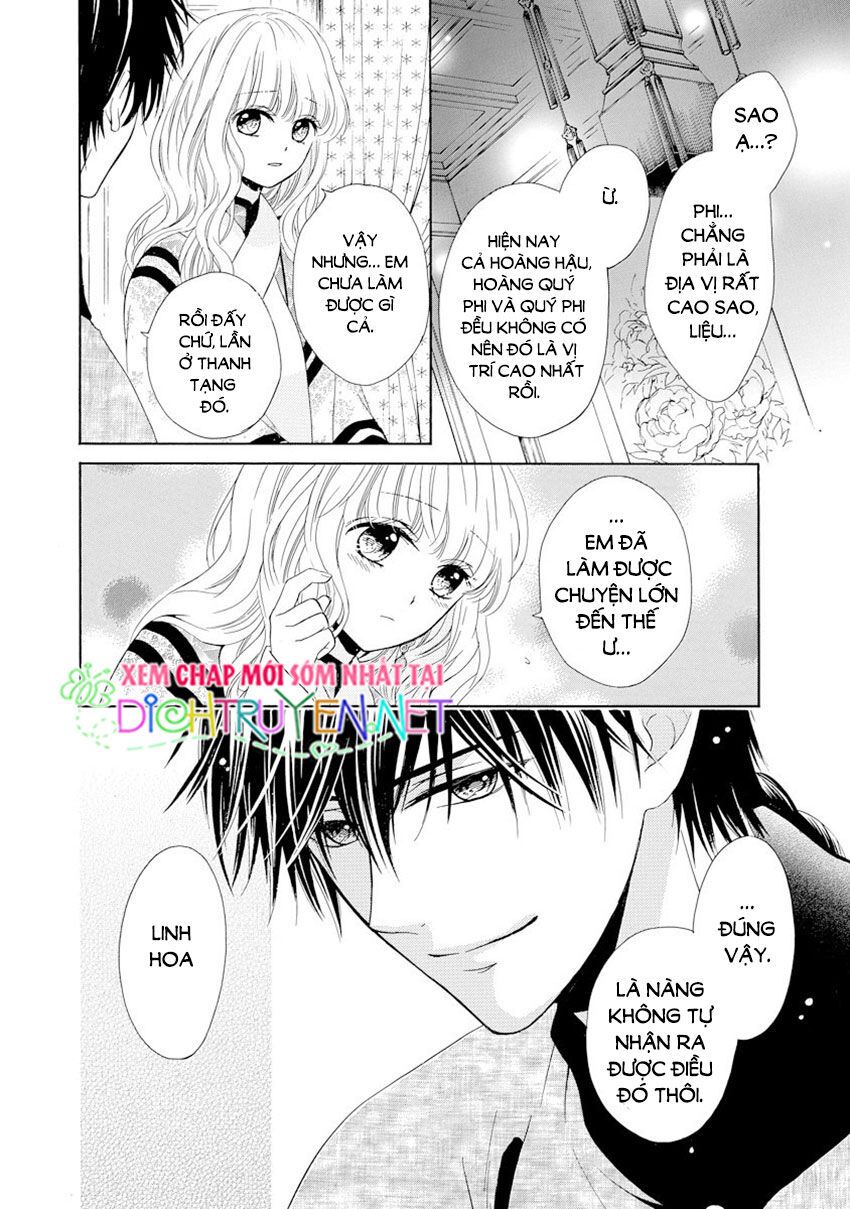 SAO
Ạ...?
PHI...
CHẲNG
PHẢI LÀ
ĐỊA VỊ RẤT
CAO SAO,
LIỆU...
Ừ.
HIỆN NAY
CẢ HOÀNG HẬU,
HOÀNG QUÝ
PHI VÀ QUÝ PHI
ĐỀU KHÔNG CÓ
NÊN ĐÓ LÀ VỊ
TRÍ CAO NHẤT
RỒI.
VẬY
NHƯNG... EM
CHƯA LÀM
ĐƯỢC GÌ
CẢ.
RỒI ĐẤY
CHỨ, LẦN
Ở THANH
TẠNG
ĐÓ.
...
EM ĐÃ
LÀM ĐƯỢC
CHUYỆN LỚN
ĐẾN THẾ
Ư...
XEM CHAP MỚI SỚM NHẤT TẠI
DICHTRUYEN.NET
...
ĐÚNG
VẬY.
LÀ NÀNG
KHÔNG TỰ
NHẬN RA
ĐƯỢC ĐIỀU
ĐÓ THÔI.
LINH
HOA